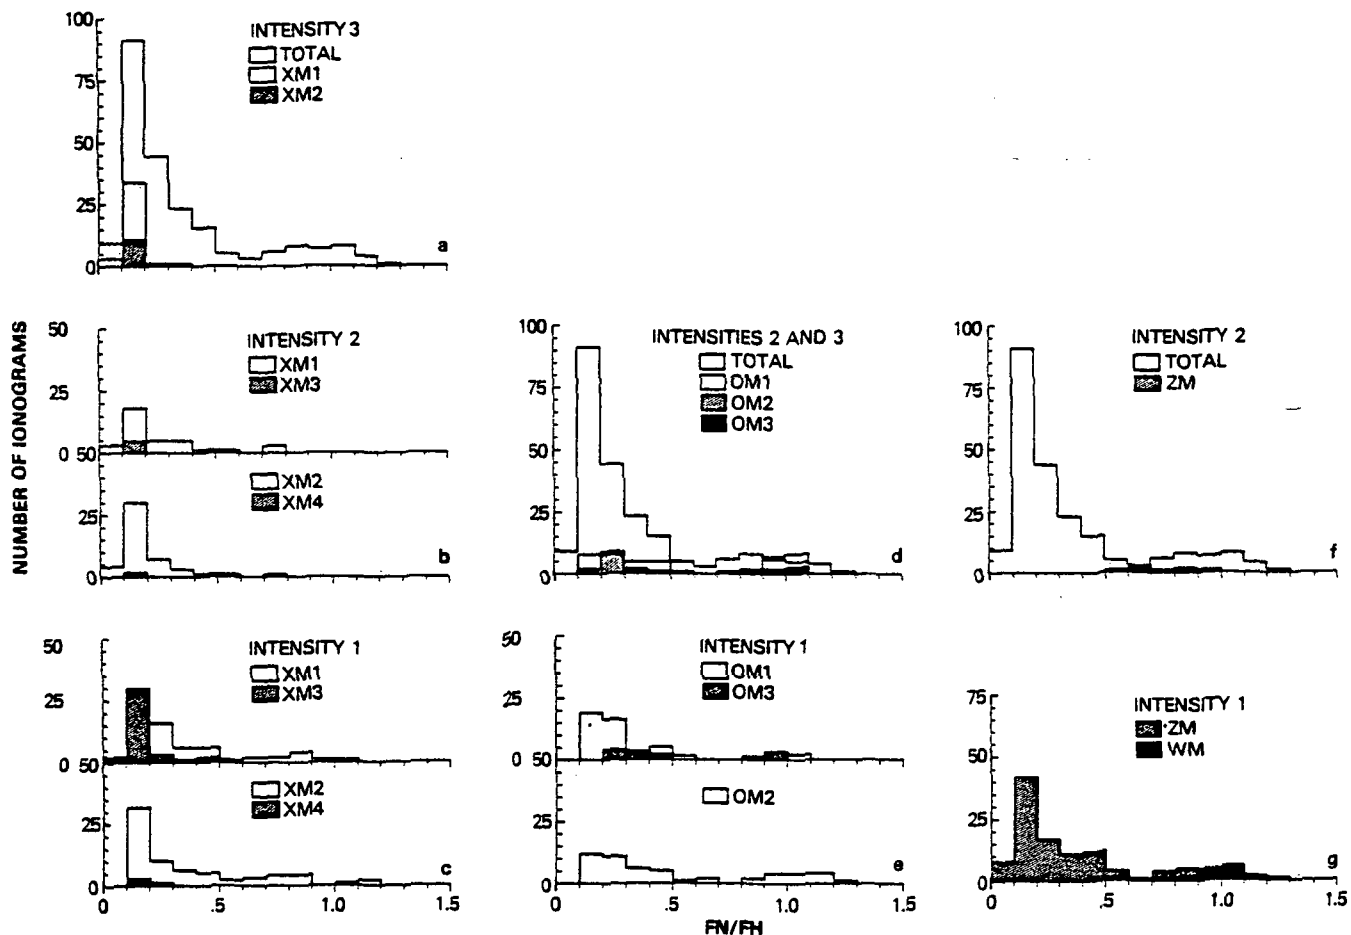 NUMBER OF IONOGRAMS
100
75
50
25
0
INTENSITY 3
TOTAL
XM1
XM2
a
50
25
0
INTENSITY 2
XM1
XM3
50
25
0
XM2
XM4
b
50
25
0
INTENSITY 1
XM1
XM3
50
25
0
XM2
XM4
c
0 .5 1.0 1.5
100
75
50
25
0
INTENSITIES 2 AND 3
TOTAL
OM1
OM2
OM3
d
50
25
0
INTENSITY 1
OM1
OM3
50
25
0
OM2
e
0 .5 1.0 1.5
FN/FH
100
75
50
25
0
INTENSITY 2
TOTAL
ZM
f
75
50
25
0
INTENSITY 1
ZM
WM
g
0 .5 1.0 1.5